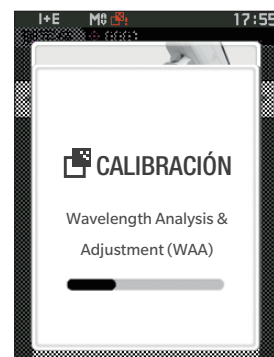 I+E
17:55
CALIBRACIÓN
Wavelength Analysis &
Adjustment (WAA)